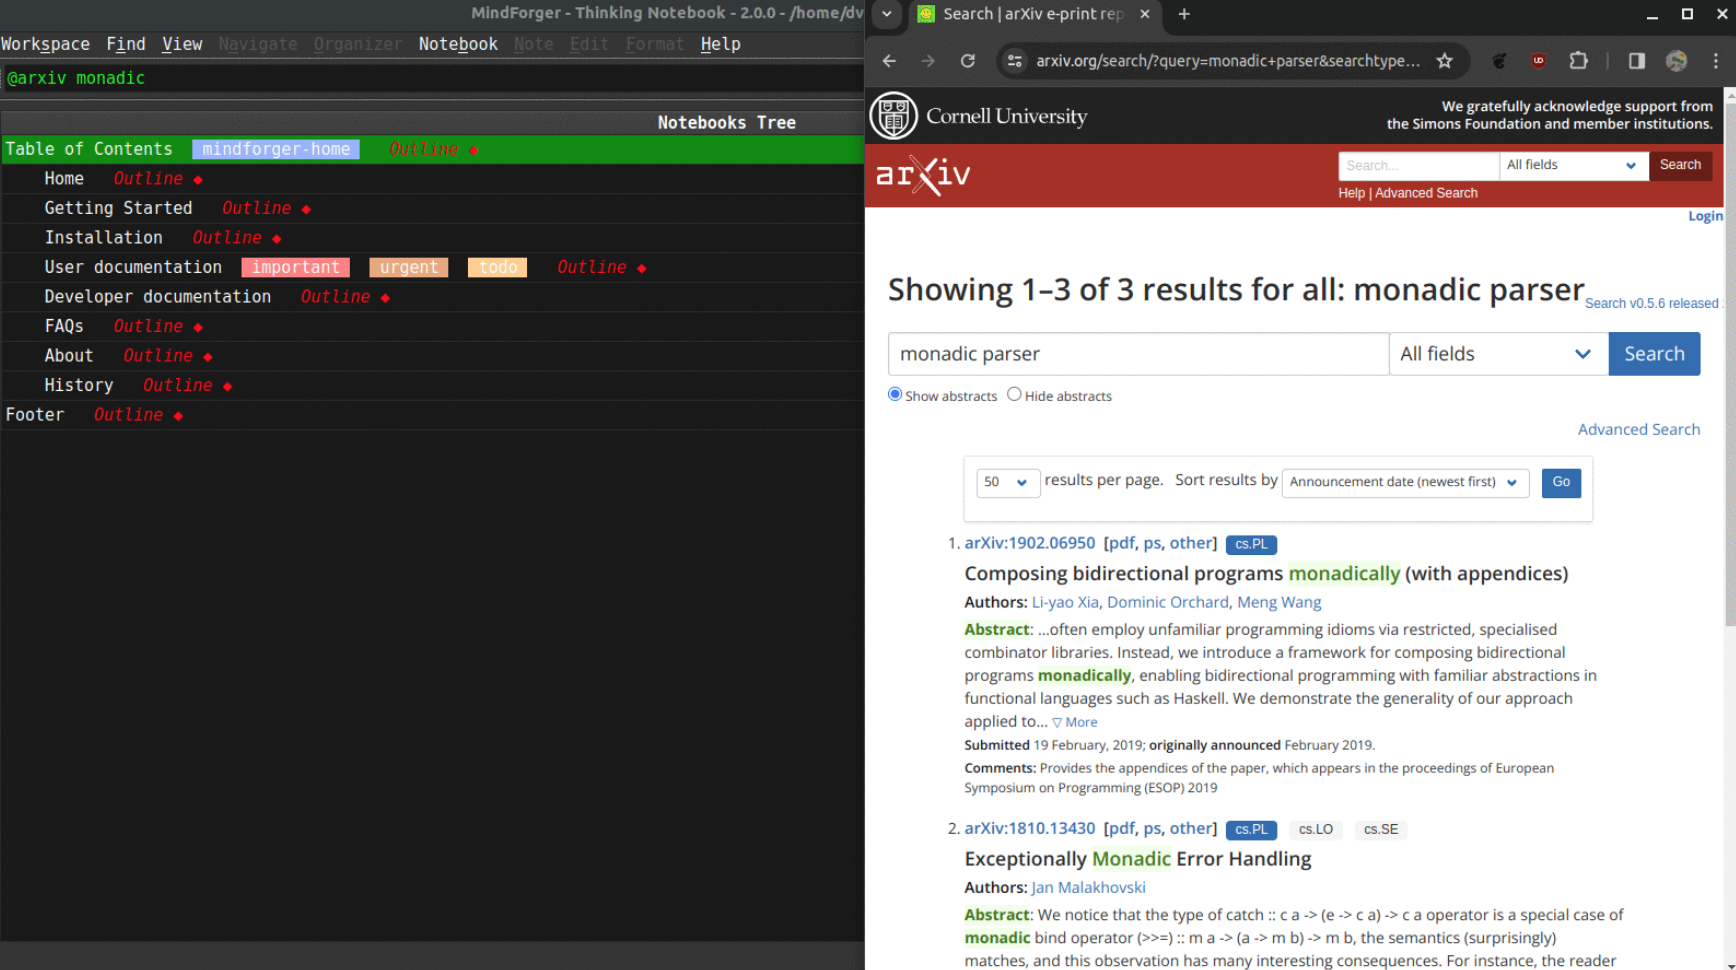 MindForger - Thinking Notebook - 2.0.0 - /home/dv
Workspace Find View Navigate Organizer Notebook Note Edit Format Help
@arxiv monadic
Notebooks Tree
Table of Contents mindforger-home Outline ◆
Home Outline ◆
Getting Started Outline ◆
Installation Outline ◆
User documentation important urgent todo Outline ◆
Developer documentation Outline ◆
FAQs Outline ◆
About Outline ◆
History Outline ◆
Footer Outline ◆
Search | arXiv e-print rep
arxiv.org/search/?query=monadic+parser&searchtype...
Cornell University
We gratefully acknowledge support from
the Simons Foundation and member institutions.
arXiv
Search... All fields Search
Help | Advanced Search
Login
Showing 1–3 of 3 results for all: monadic parser
Search v0.5.6 released
monadic parser All fields Search
Show abstracts Hide abstracts
Advanced Search
50 results per page. Sort results by Announcement date (newest first) Go
1. arXiv:1902.06950 [pdf, ps, other] cs.PL
Composing bidirectional programs monadically (with appendices)
Authors: Li-yao Xia, Dominic Orchard, Meng Wang
Abstract: ...often employ unfamiliar programming idioms via restricted, specialised
combinator libraries. Instead, we introduce a framework for composing bidirectional
programs monadically, enabling bidirectional programming with familiar abstractions in
functional languages such as Haskell. We demonstrate the generality of our approach
applied to... ▽ More
Submitted 19 February, 2019; originally announced February 2019.
Comments: Provides the appendices of the paper, which appears in the proceedings of European
Symposium on Programming (ESOP) 2019
2. arXiv:1810.13430 [pdf, ps, other] cs.PL cs.LO cs.SE
Exceptionally Monadic Error Handling
Authors: Jan Malakhovski
Abstract: We notice that the type of catch :: c a -> (e -> c a) -> c a operator is a special case of
monadic bind operator (>>=) :: m a -> (a -> m b) -> m b, the semantics (surprisingly)
matches, and this observation has many interesting consequences. For instance, the reader